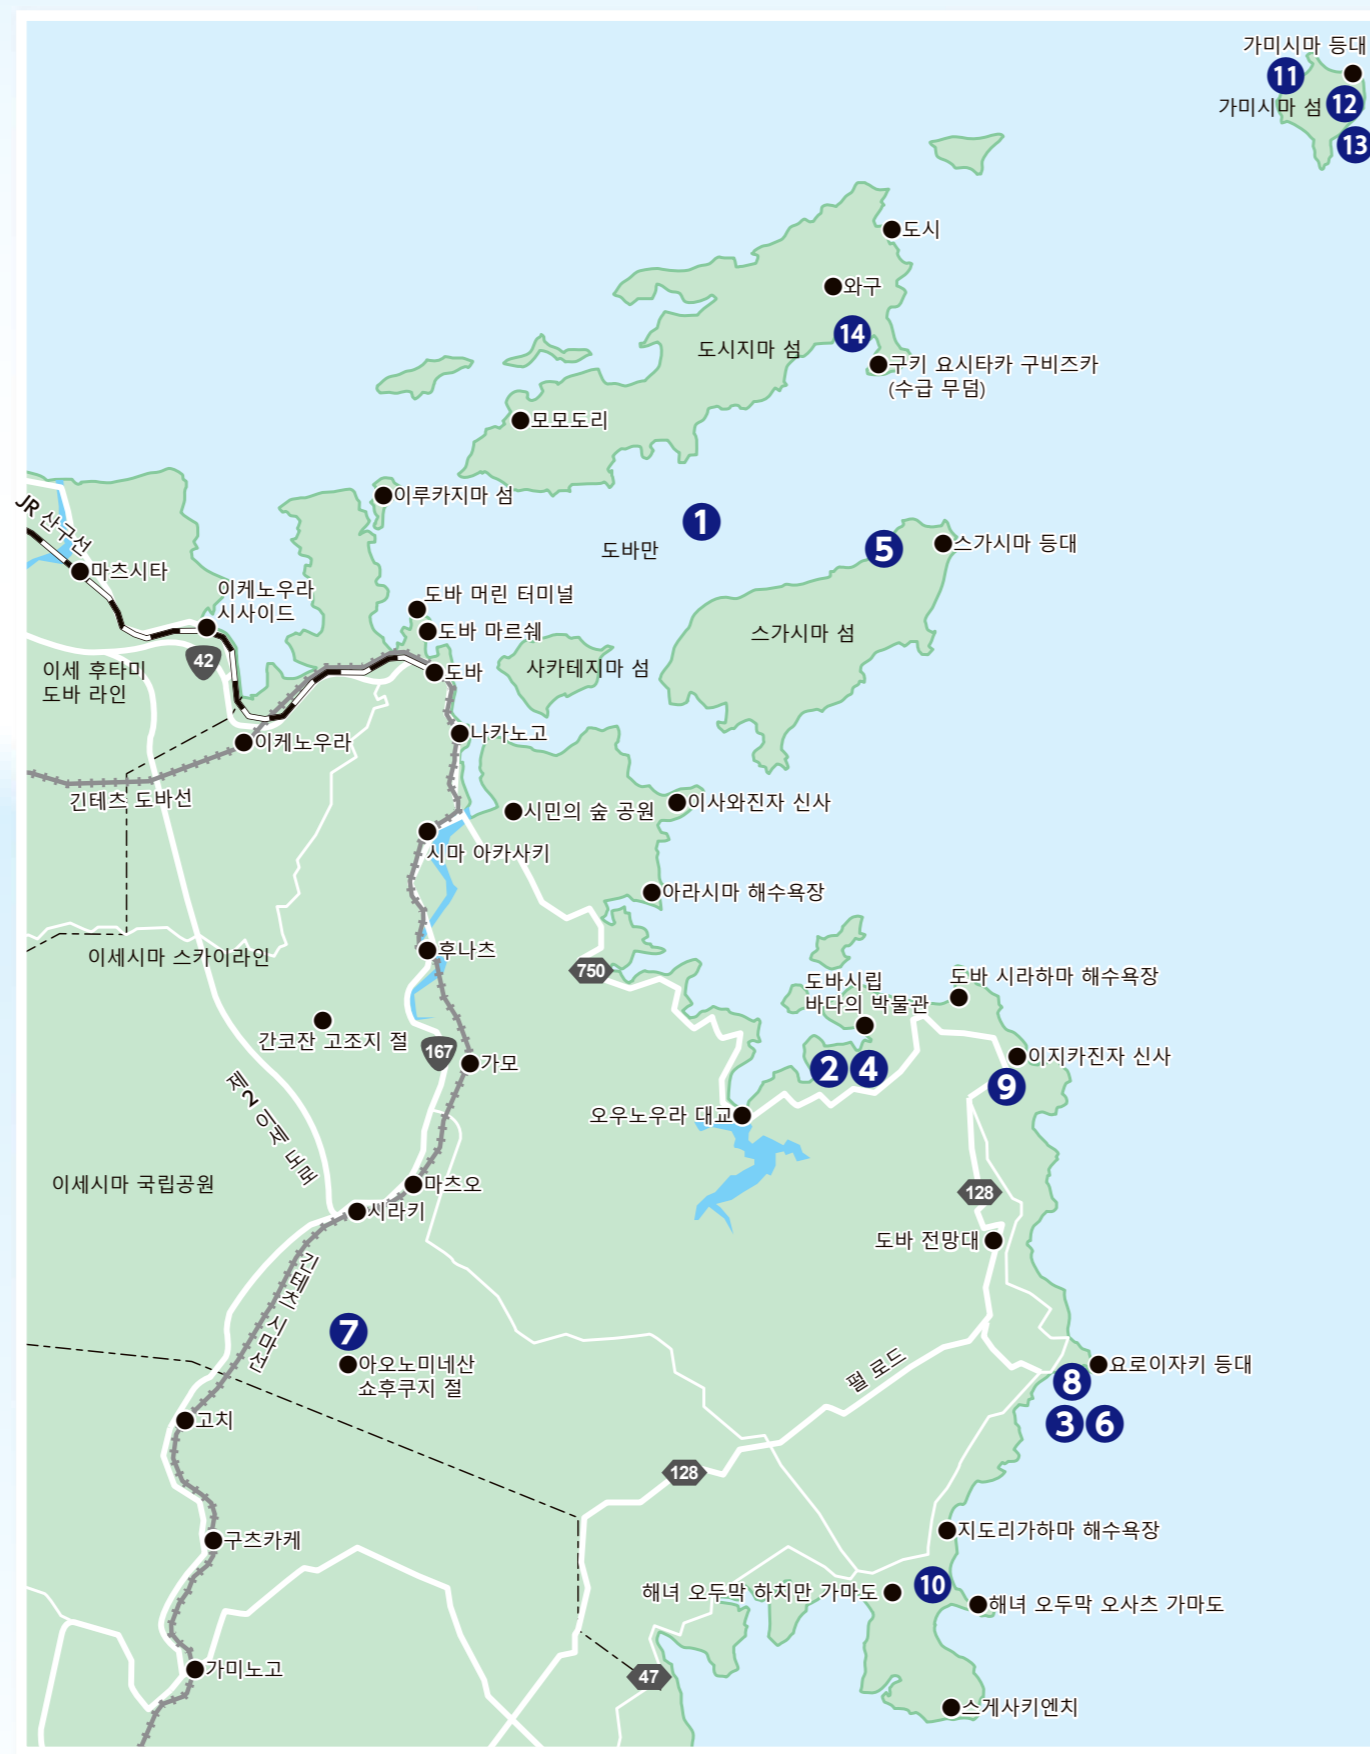 가미시마 등대
11
가미시마 섬
12
13
도시
와구
14
도시지마 섬
구키 요시타카 구비즈카
(수급 무덤)
모모도리
이루카지마 섬
1
도바만
5
스가시마 등대
JR 산구선
마츠시타
이케노우라
시사이드
도바 머린 터미널
도바 마르쉐
스가시마 섬
42
이세 후타미
도바 라인
도바
사카테지마 섬
이케노우라
나카노고
긴테츠 도바선
시민의 숲 공원
이사와진자 신사
시마 아카사키
아라시마 해수욕장
후나츠
이세시마 스카이라인
750
도바시립
바다의 박물관
도바 시라하마 해수욕장
간코잔 고조지 절
167
가모
2
4
이지카진자 신사
9
제2 이세 도로
오우노우라 대교
이세시마 국립공원
마츠오
시라키
128
도바 전망대
긴테츠 시마선
7
아오노미네산
쇼후쿠지 절
펄 로드
요로이자키 등대
8
3
6
고치
128
구츠카케
지도리가하마 해수욕장
해녀 오두막 하치만 가마도
10
해녀 오두막 오사츠 가마도
가미노고
47
스게사키엔치